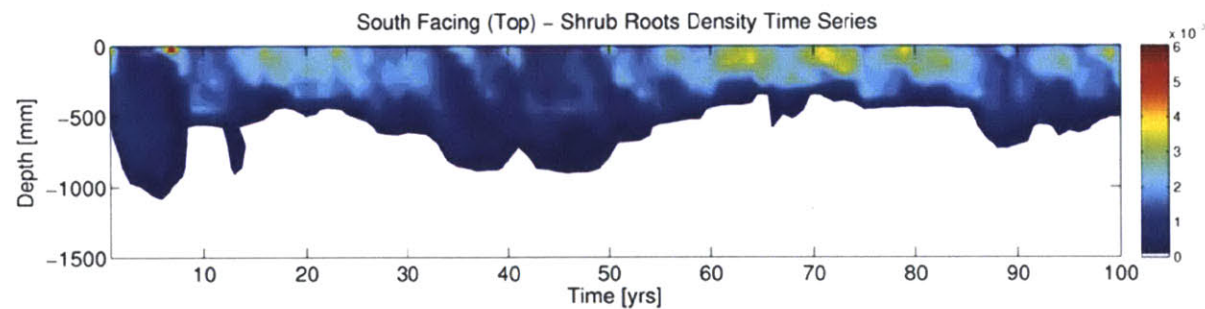 South Facing (Top) – Shrub Roots Density Time Series
x 10⁻
6
5
4
3
2
1
0
Depth [mm]
0
−500
−1000
−1500
10 20 30 40 50 60 70 80 90 100
Time [yrs]